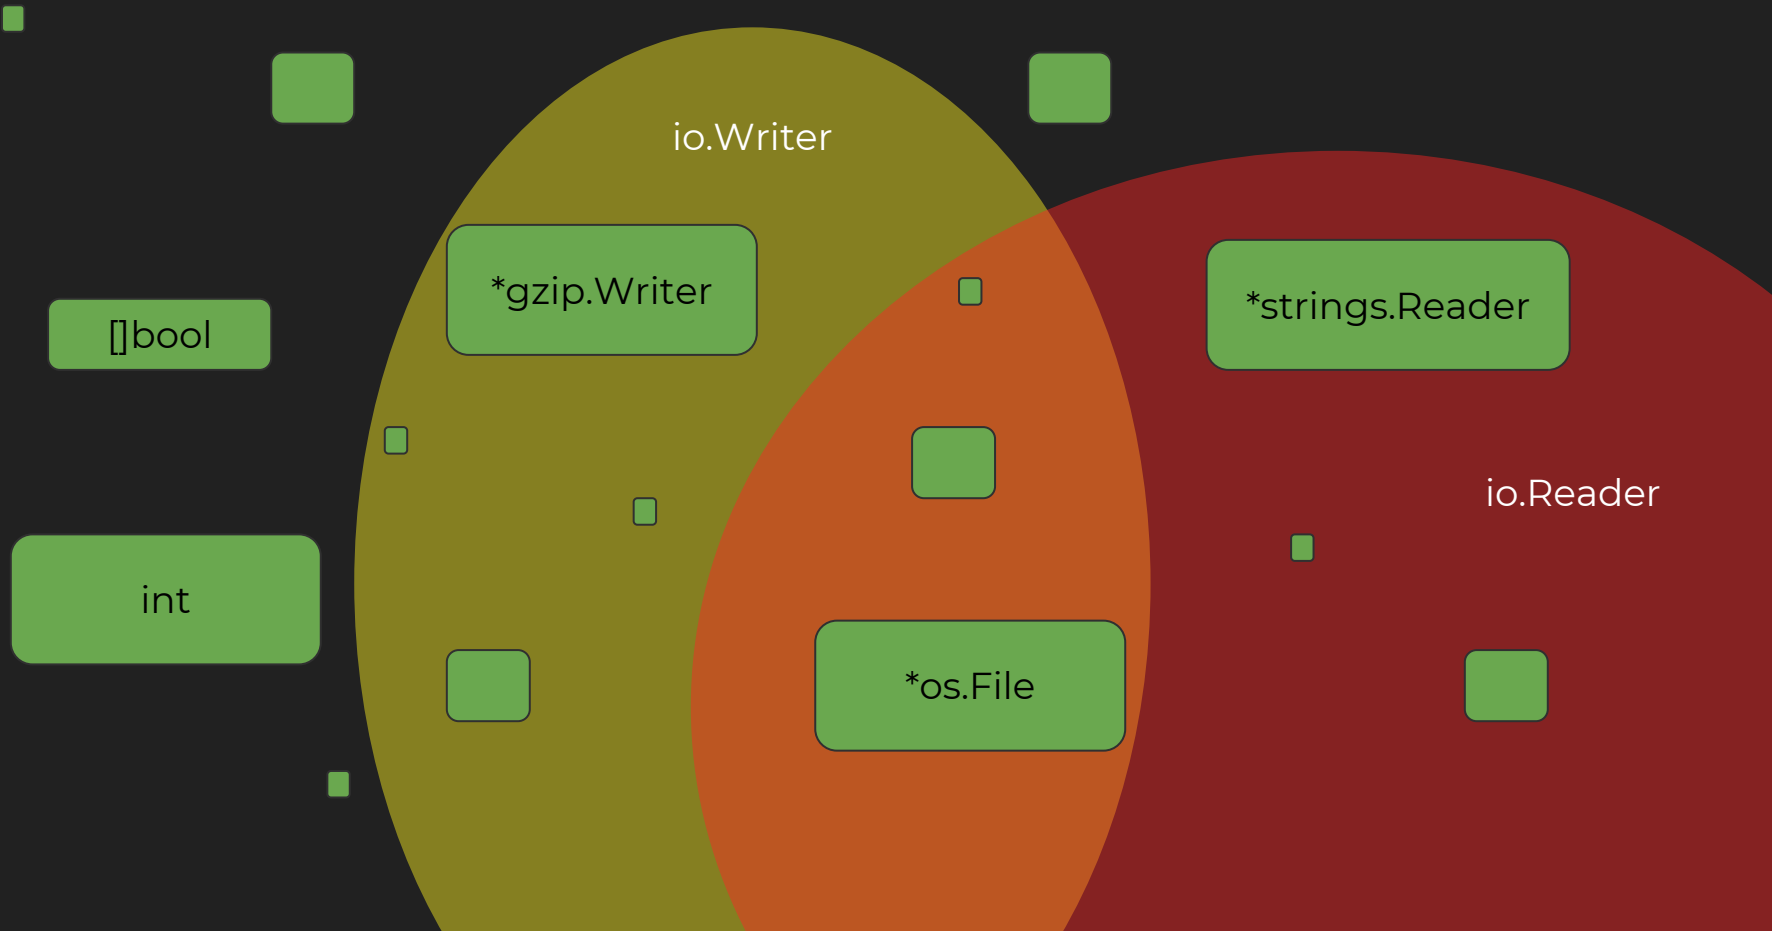 io.Writer
*gzip.Writer
*strings.Reader
[]bool
io.Reader
int
*os.File